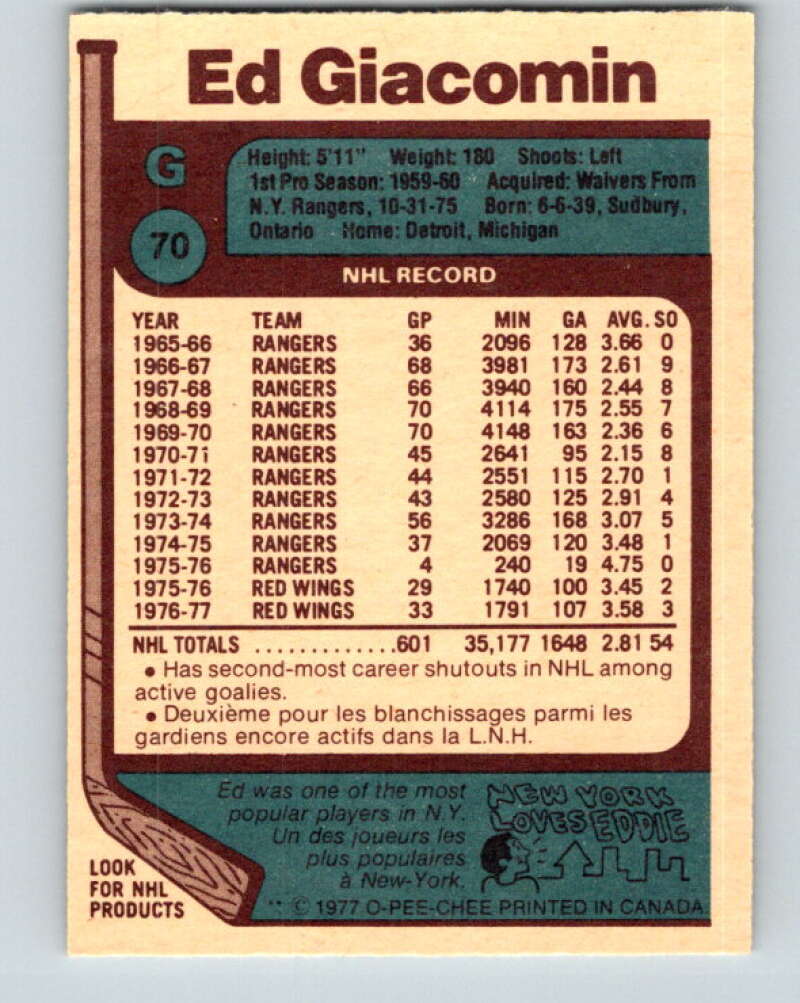 Ed Giacomin
G
70
Height: 5'11" Weight: 180 Shoots: Left
1st Pro Season: 1959-60 Acquired: Waivers From
N.Y. Rangers, 10-31-75 Born: 6-6-39, Sudbury,
Ontario Home: Detroit, Michigan
NHL RECORD
YEAR TEAM GP MIN GA AVG. SO
1965-66 RANGERS 36 2096 128 3.66 0
1966-67 RANGERS 68 3981 173 2.61 9
1967-68 RANGERS 66 3940 160 2.44 8
1968-69 RANGERS 70 4114 175 2.55 7
1969-70 RANGERS 70 4148 163 2.36 6
1970-71 RANGERS 45 2641 95 2.15 8
1971-72 RANGERS 44 2551 115 2.70 1
1972-73 RANGERS 43 2580 125 2.91 4
1973-74 RANGERS 56 3286 168 3.07 5
1974-75 RANGERS 37 2069 120 3.48 1
1975-76 RANGERS 4 240 19 4.75 0
1975-76 RED WINGS 29 1740 100 3.45 2
1976-77 RED WINGS 33 1791 107 3.58 3
NHL TOTALS .............601 35,177 1648 2.81 54
• Has second-most career shutouts in NHL among
active goalies.
• Deuxième pour les blanchissages parmi les
gardiens encore actifs dans la L.N.H.
Ed was one of the most
popular players in N.Y.
Un des joueurs les
plus populaires
à New-York.
NEW YORK
LOVES EDDIE
LOOK
FOR NHL
PRODUCTS
** © 1977 O-PEE-CHEE PRINTED IN CANADA